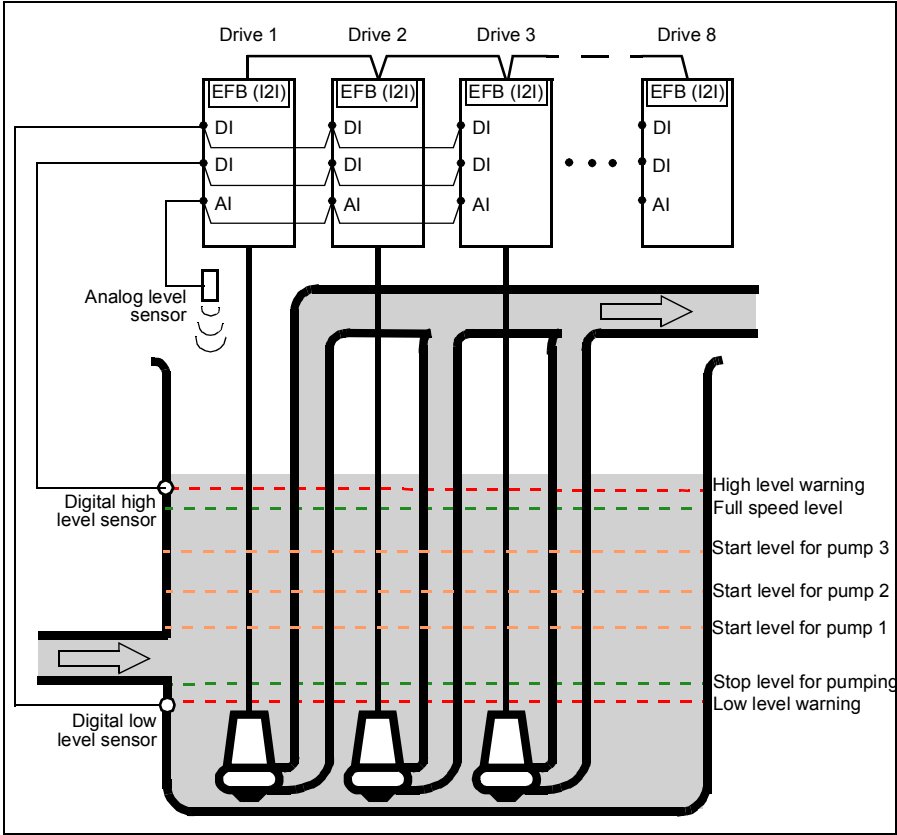 Drive 1
Drive 2
Drive 3
Drive 8
EFB (I2I)
EFB (I2I)
EFB (I2I)
EFB (I2I)
DI
DI
DI
DI
DI
DI
DI
DI
AI
AI
AI
AI
Analog level
sensor
Digital high
level sensor
High level warning
Full speed level
Start level for pump 3
Start level for pump 2
Start level for pump 1
Stop level for pumping
Low level warning
Digital low
level sensor